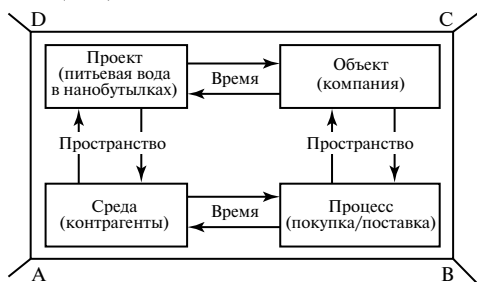 D
C
Проект
(питьевая вода
в нанобутылках)
Время
Объект
(компания)
Пространство
Пространство
Среда
(контрагенты)
Время
Процесс
(покупка/поставка)
A
B